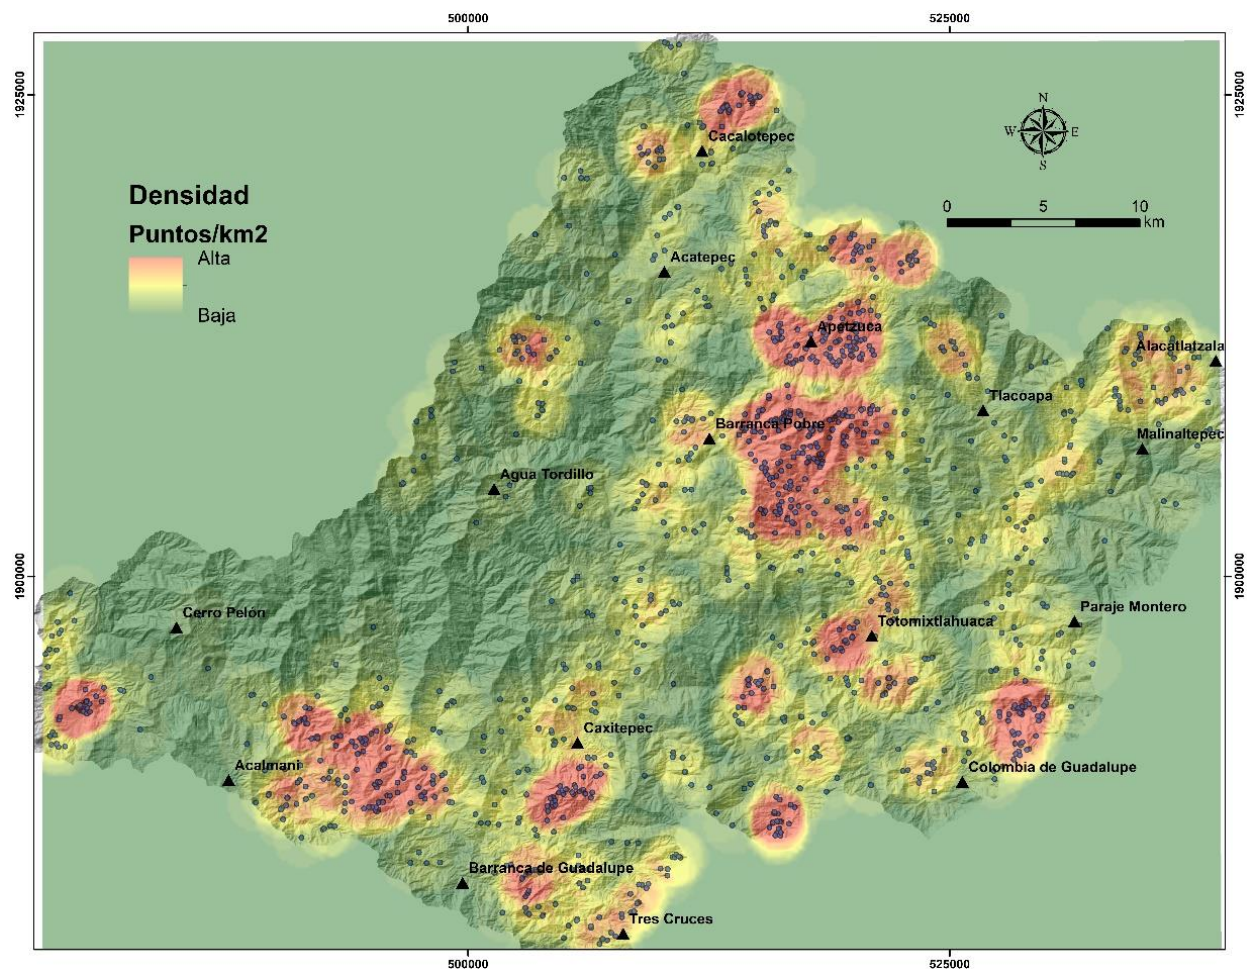 500000
525000
1925000
1925000
N
W
E
S
Cacalotepec
Densidad
Puntos/km2
Alta
Baja
0
5
10
km
Acatepec
Apetzuca
Alacatlatzala
Tlacoapa
Barranca Pobre
Malinaltepec
Agua Tordillo
1900000
1900000
Cerro Pelón
Paraje Montero
Totomixtlahuaca
Caxitepec
Acalmani
Colombia de Guadalupe
Barranca de Guadalupe
Tres Cruces
500000
525000